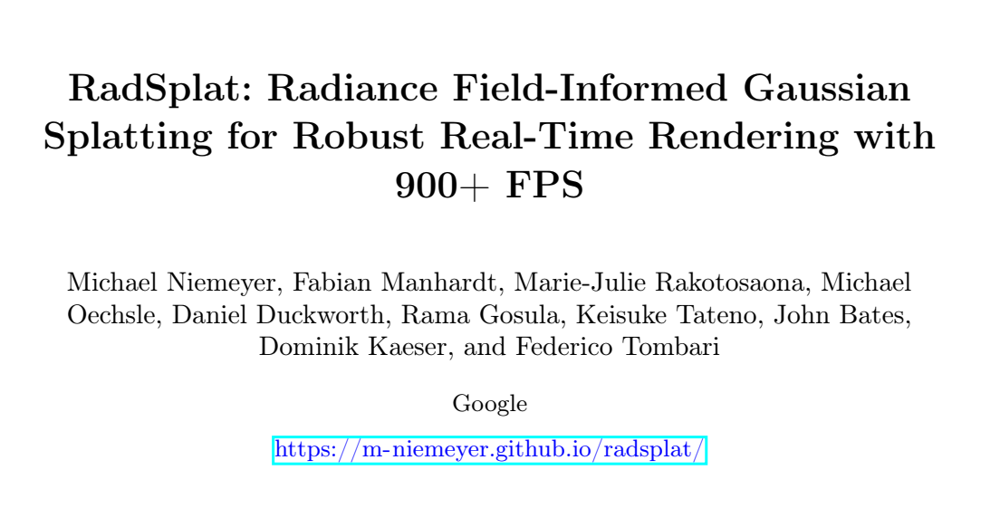 RadSplat: Radiance Field-Informed Gaussian
Splatting for Robust Real-Time Rendering with
900+ FPS
Michael Niemeyer, Fabian Manhardt, Marie-Julie Rakotosaona, Michael
Oechsle, Daniel Duckworth, Rama Gosula, Keisuke Tateno, John Bates,
Dominik Kaeser, and Federico Tombari
Google
https://m-niemeyer.github.io/radsplat/